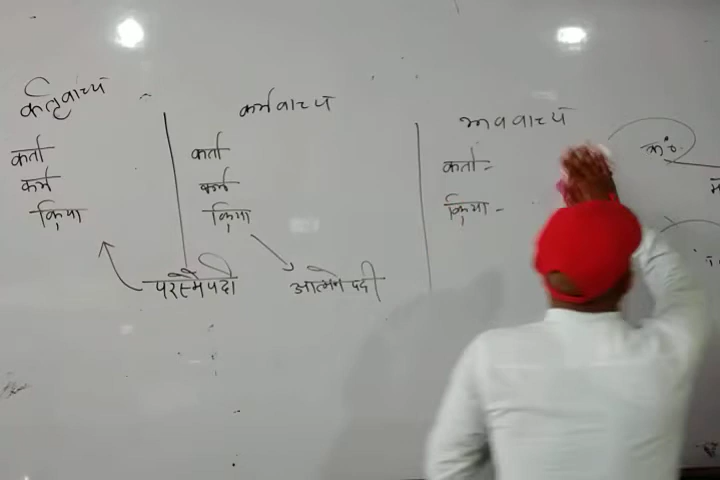 कर्तृवाच्य
कर्ता
कर्म
क्रिया
परस्मैपदी
कर्मवाच्य
कर्ता
कर्म
क्रिया
आत्मनेपदी
भाववाच्य
कर्ता -
क्रिया -